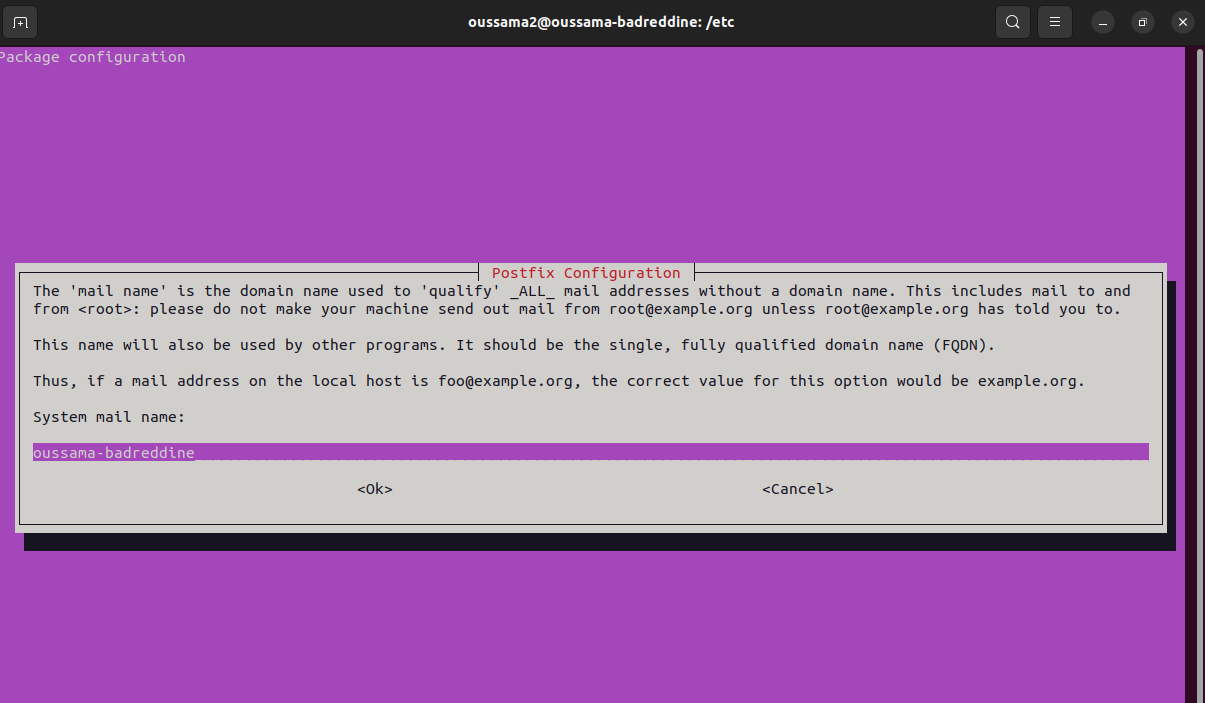 oussama2@oussama-badreddine: /etc
Package configuration
Postfix Configuration
The 'mail name' is the domain name used to 'qualify' _ALL_ mail addresses without a domain name. This includes mail to and
from <root>: please do not make your machine send out mail from root@example.org unless root@example.org has told you to.
This name will also be used by other programs. It should be the single, fully qualified domain name (FQDN).
Thus, if a mail address on the local host is foo@example.org, the correct value for this option would be example.org.
System mail name:
oussama-badreddine
<Ok> <Cancel>